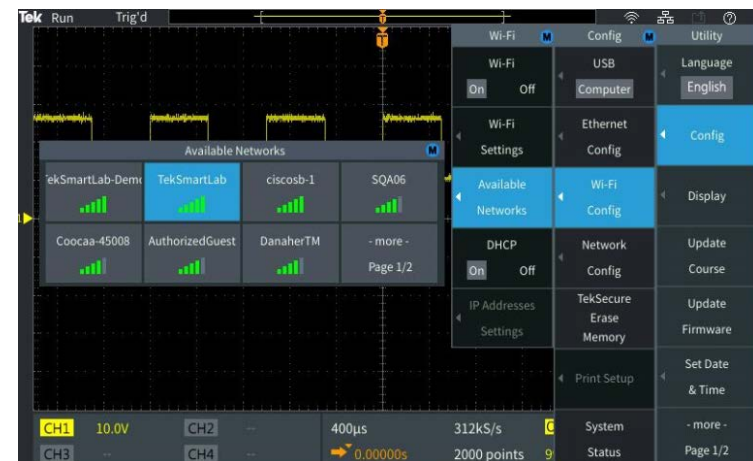 Tek Run Trig'd
T
Wi-Fi M
Wi-Fi
On Off
Wi-Fi
Settings
Available
Networks
DHCP
On Off
IP Addresses
Settings
Config M
USB
Computer
Ethernet
Config
Wi-Fi
Config
Network
Config
TekSecure
Erase
Memory
Print Setup
System
Status
Utility
Language
English
Config
Display
Update
Course
Update
Firmware
Set Date
& Time
- more -
Page 1/2
Available Networks M
TekSmartLab ciscosb-1 SQA06
Coocaa-45008 AuthorizedGuest DanaherTM - more -
Page 1/2
1
CH1 10.0V CH2 -- 400µs 312kS/s
CH3 -- CH4 -- 0.00000s 2000 points